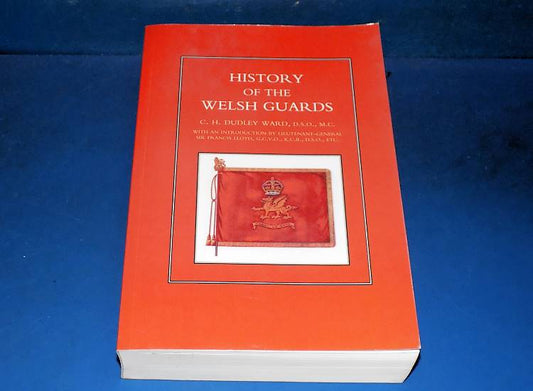 HISTORY
OF THE
WELSH GUARDS
C. H. DUDLEY WARD, D.S.O., M.C.
WITH AN INTRODUCTION BY LIEUTENANT-GENERAL
SIR FRANCIS LLOYD, G.C.V.O., K.C.B., D.S.O., ETC.